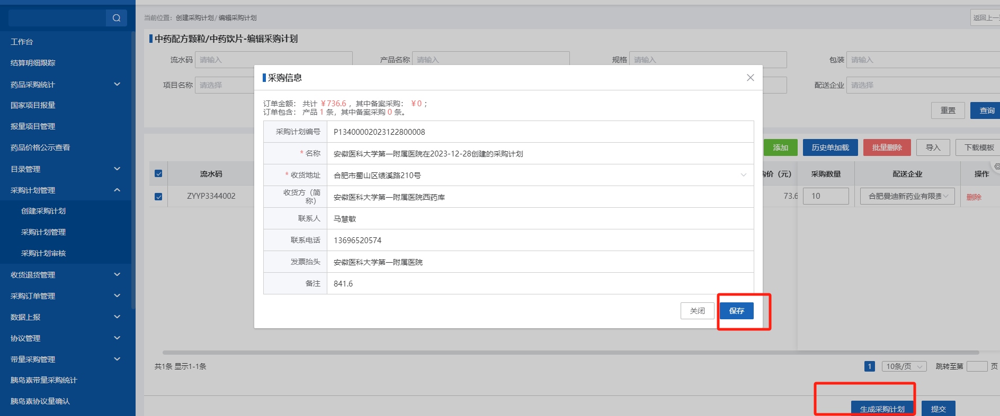 当前位置：创建采购计划/ 编辑采购计划
返回上一
工作台
结算明细跟踪
药品采购统计
国家项目报量
报量项目管理
药品价格公示查看
目录管理
采购计划管理
创建采购计划
采购计划管理
采购计划审核
收货退货管理
采购订单管理
数据上报
协议管理
带量采购管理
胰岛素带量采购统计
胰岛素协议量确认
中药配方颗粒/中药饮片-编辑采购计划
流水码 请输入
产品名称 请输入
规格 请输入
包装 请输入
项目名称 请选择
配送企业 请选择
重置 查询
添加 历史单加载 批量删除 导入 下载模板
流水码
购价（元） 采购数量 配送企业 操作
ZYYP3344002
73.6 10 合肥曼迪新药业有限责 删除
采购信息
订单金额： 共计 ￥736.6 ，其中备案采购： ￥0 ；
订单包含： 产品 1 条，其中备案采购 0 条。
采购计划编号 P13400002023122800008
* 名称 安徽医科大学第一附属医院在2023-12-28创建的采购计划
* 收货地址 合肥市蜀山区绩溪路210号
收货方（简
称） 安徽医科大学第一附属医院西药库
联系人 马慧敏
联系电话 13696520574
发票抬头 安徽医科大学第一附属医院
备注 841.6
关闭 保存
共1条 显示1-1条
1 10条/页 跳转至第 页
生成采购计划 提交